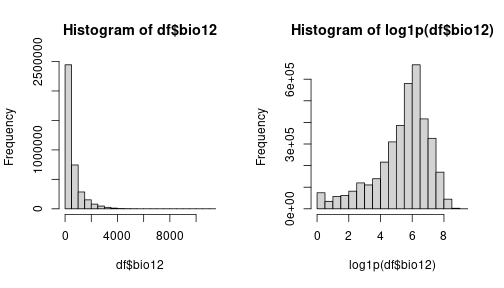 Histogram of df$bio12
Frequency
0 1000000 2500000
0 4000 8000
df$bio12
Histogram of log1p(df$bio12)
Frequency
0e+00 3e+05 6e+05
0 2 4 6 8
log1p(df$bio12)